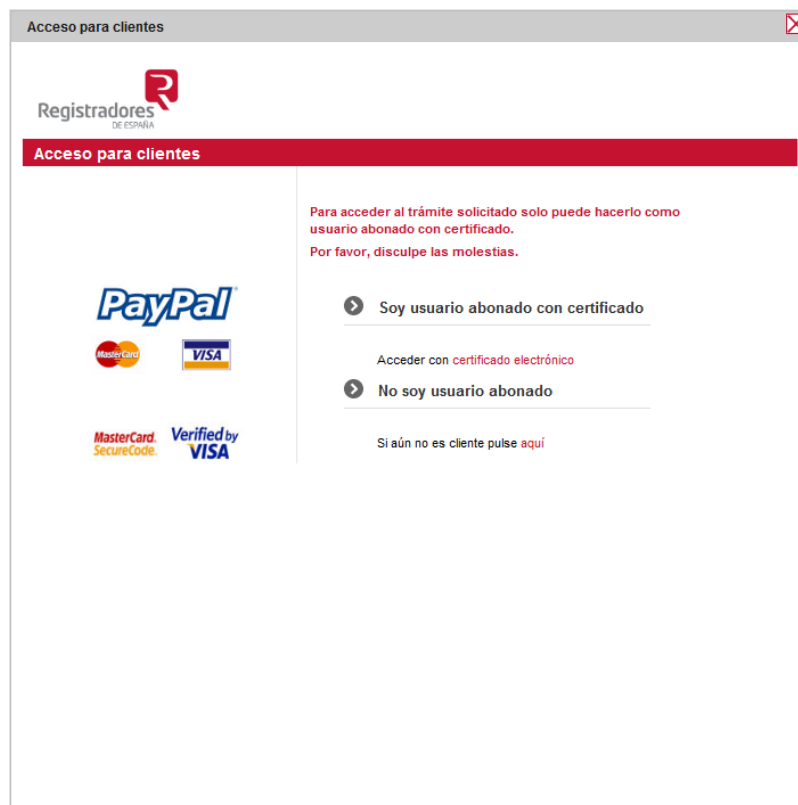 Acceso para clientes
Registradores
DE ESPAÑA
Acceso para clientes
Para acceder al trámite solicitado solo puede hacerlo como
usuario abonado con certificado.
Por favor, disculpe las molestias.
PayPal
MasterCard
VISA
MasterCard.
SecureCode.
Verified by
VISA
Soy usuario abonado con certificado
Acceder con certificado electrónico
No soy usuario abonado
Si aún no es cliente pulse aquí